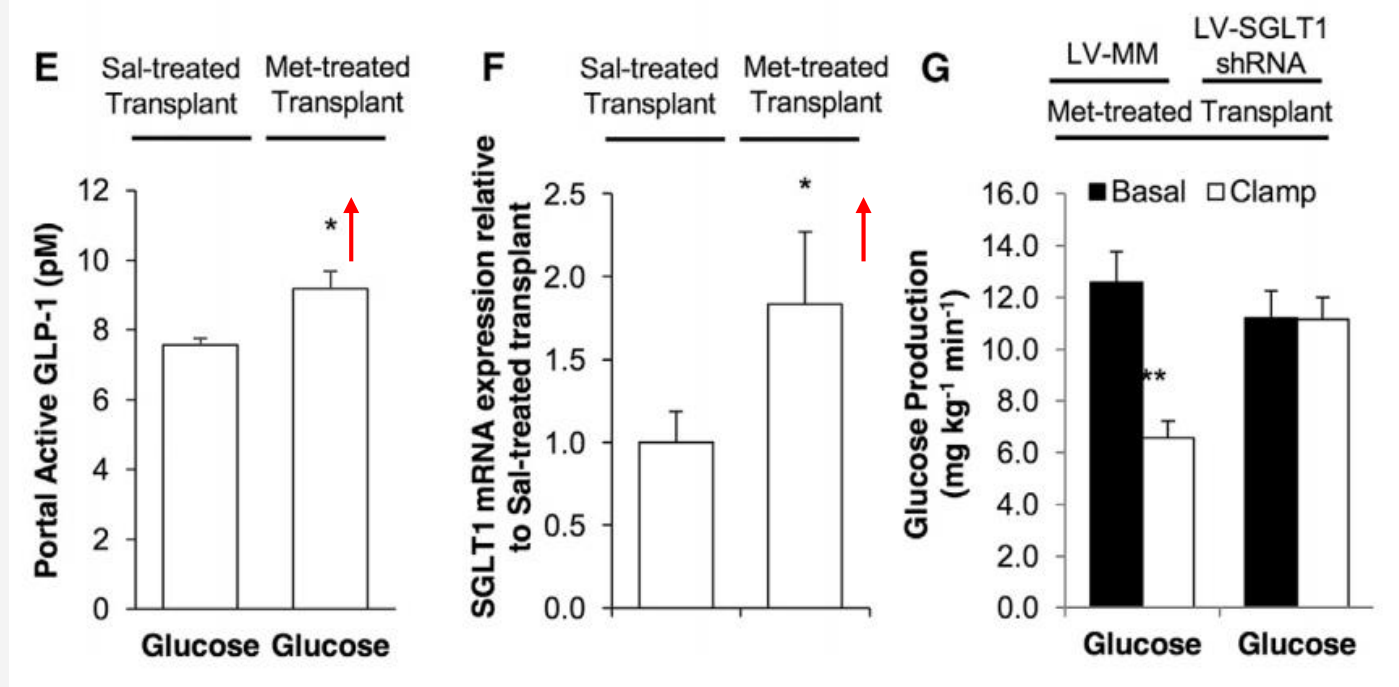 E
Sal-treated Met-treated
Transplant Transplant
*
Portal Active GLP-1 (pM)
12
10
8
6
4
2
0
Glucose Glucose
F
Sal-treated Met-treated
Transplant Transplant
*
SGLT1 mRNA expression relative
to Sal-treated transplant
2.5
2.0
1.5
1.0
0.5
0.0
G
LV-MM
LV-SGLT1
shRNA
Met-treated Transplant
Basal Clamp
**
Glucose Production
(mg kg⁻¹ min⁻¹)
16.0
14.0
12.0
10.0
8.0
6.0
4.0
2.0
0.0
Glucose Glucose